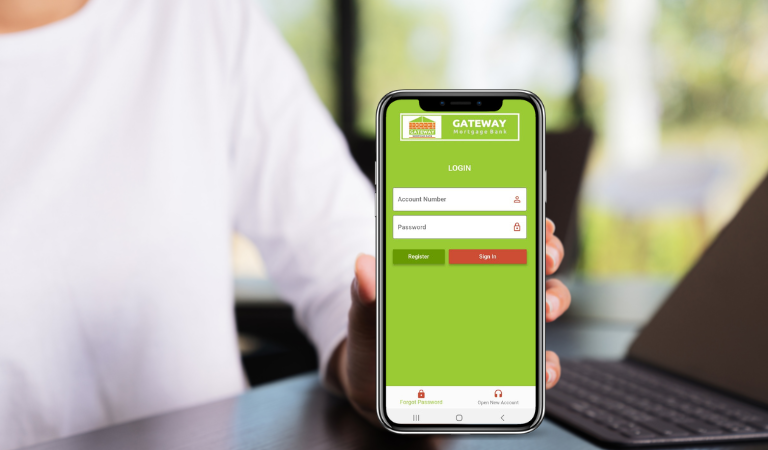 GATEWAY
GATEWAY
Mortgage Bank
LOGIN
Account Number
Password
Register
Sign In
Forgot Password
Open New Account